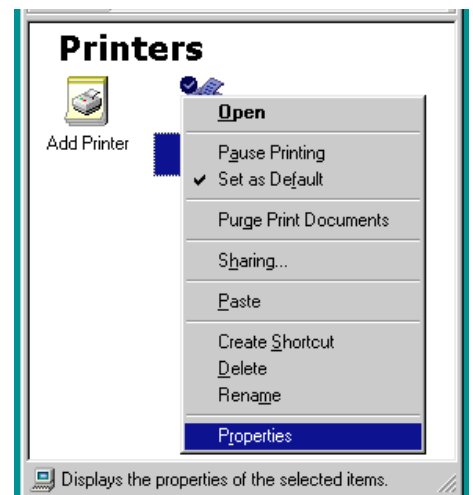 Printers
Add Printer
Open
Pause Printing
Set as Default
Purge Print Documents
Sharing...
Paste
Create Shortcut
Delete
Rename
Properties
Displays the properties of the selected items.